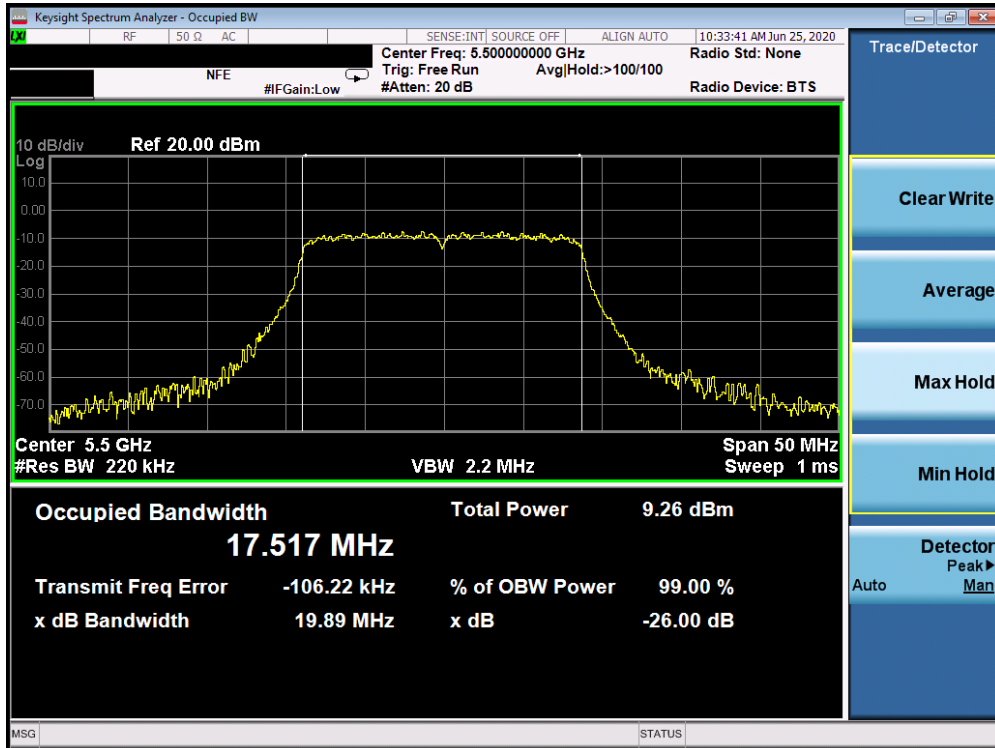 Keysight Spectrum Analyzer - Occupied BW
LXI RF 50 Ω AC SENSE:INT SOURCE OFF ALIGN AUTO 10:33:41 AM Jun 25, 2020
Center Freq: 5.500000000 GHz Radio Std: None
NFE Trig: Free Run Avg|Hold:>100/100
#IFGain:Low #Atten: 20 dB Radio Device: BTS
10 dB/div Ref 20.00 dBm
Log
10.0
0.00
-10.0
-20.0
-30.0
-40.0
-50.0
-60.0
-70.0
Center 5.5 GHz Span 50 MHz
#Res BW 220 kHz VBW 2.2 MHz Sweep 1 ms
Occupied Bandwidth Total Power 9.26 dBm
17.517 MHz
Transmit Freq Error -106.22 kHz % of OBW Power 99.00 %
x dB Bandwidth 19.89 MHz x dB -26.00 dB
MSG STATUS
Trace/Detector
Clear Write
Average
Max Hold
Min Hold
Detector
Peak▶
Auto Man